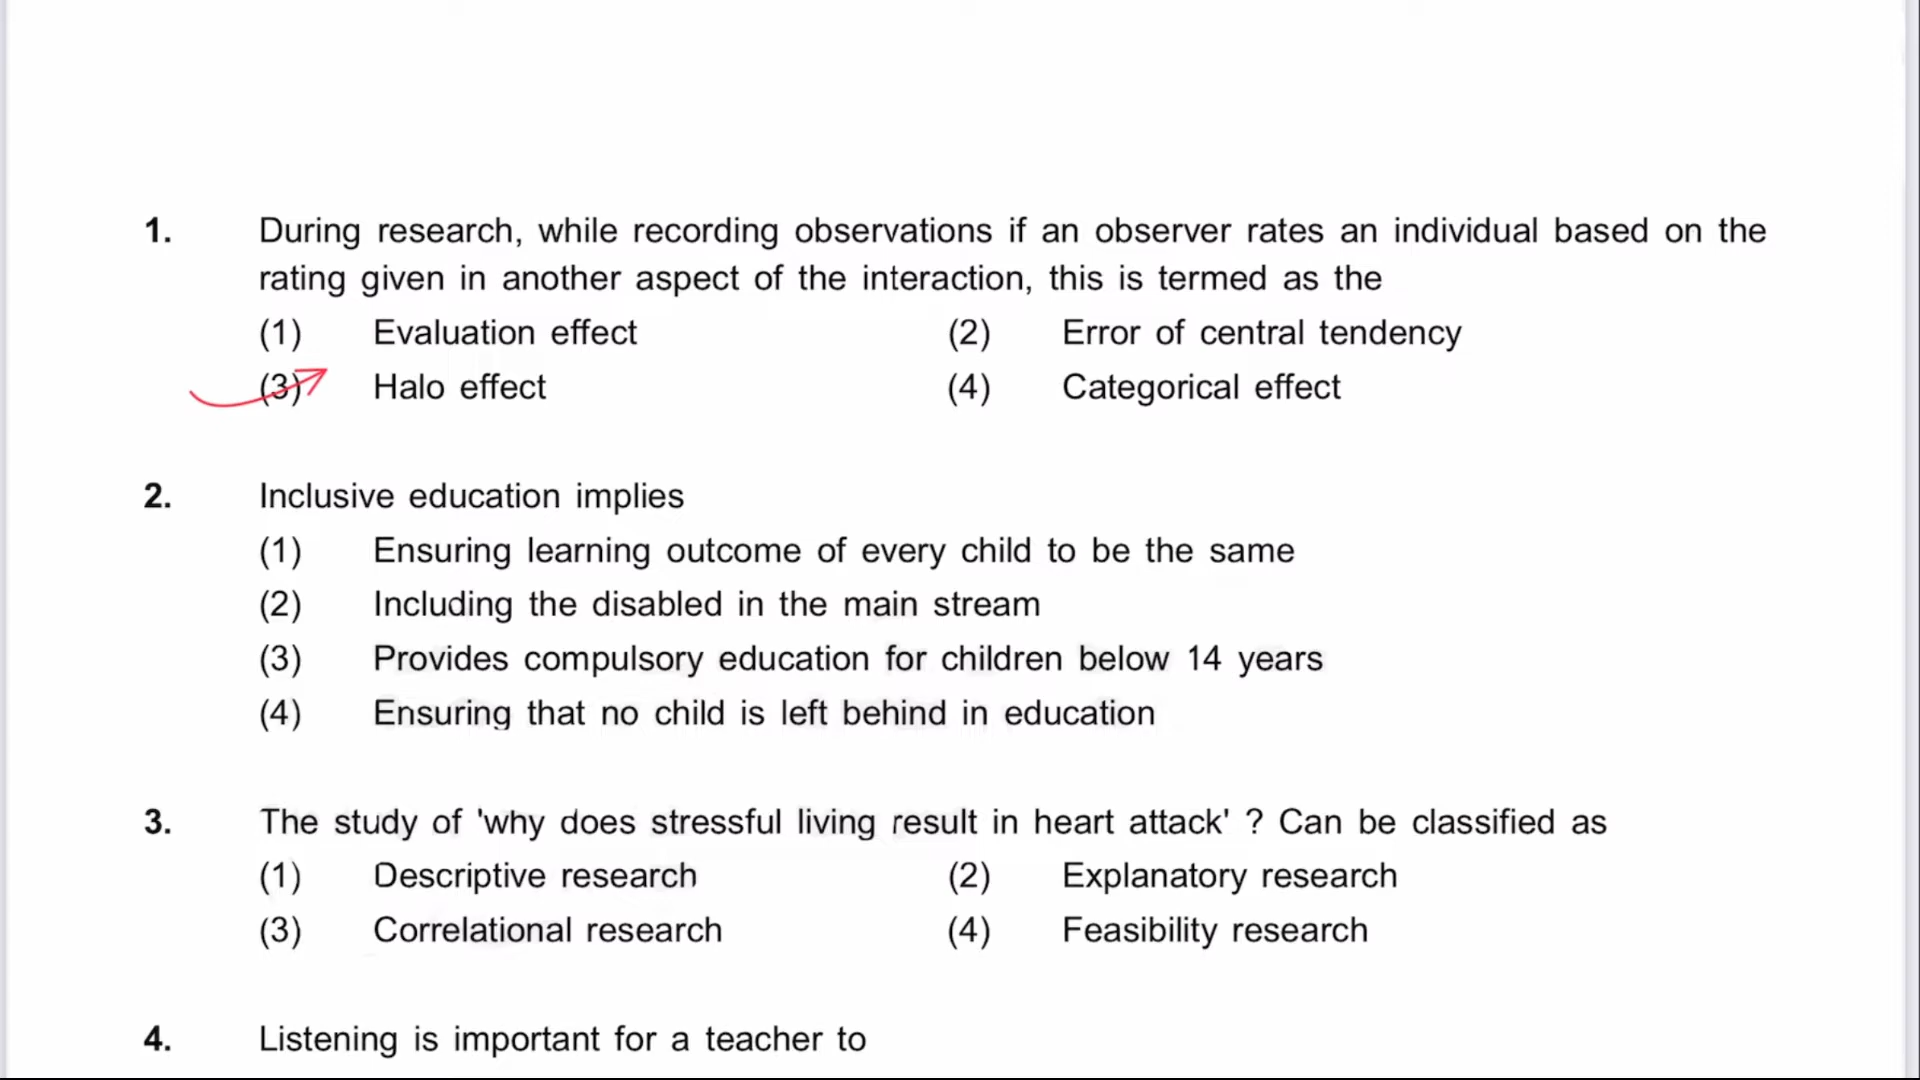 1. During research, while recording observations if an observer rates an individual based on the
rating given in another aspect of the interaction, this is termed as the
(1) Evaluation effect (2) Error of central tendency
(3) Halo effect (4) Categorical effect
2. Inclusive education implies
(1) Ensuring learning outcome of every child to be the same
(2) Including the disabled in the main stream
(3) Provides compulsory education for children below 14 years
(4) Ensuring that no child is left behind in education
3. The study of 'why does stressful living result in heart attack' ? Can be classified as
(1) Descriptive research (2) Explanatory research
(3) Correlational research (4) Feasibility research
4. Listening is important for a teacher to